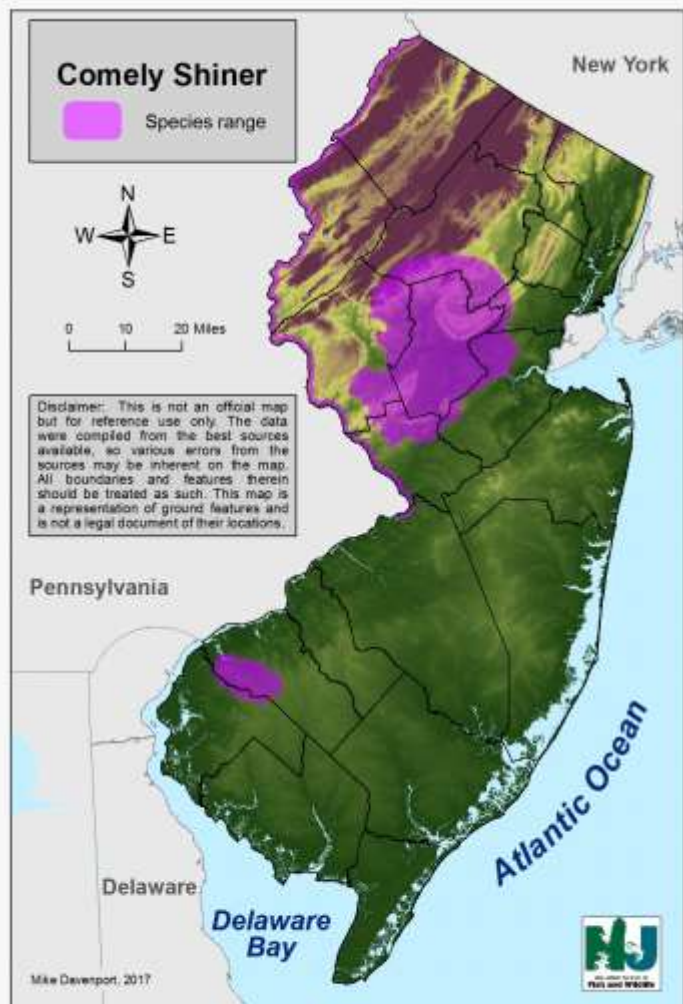 Comely Shiner
Species range
New York
N
W E
S
0 10 20 Miles
Disclaimer: This is not an official map
but for reference use only. The data
were compiled from the best sources
available, so various errors from the
sources may be inherent on the map.
All boundaries and features therein
should be treated as such. This map is
a representation of ground features and
is not a legal document of their locations.
Pennsylvania
Atlantic Ocean
Delaware
Delaware
Bay
NJ
Fish and Wildlife
Mike Davenport, 2017